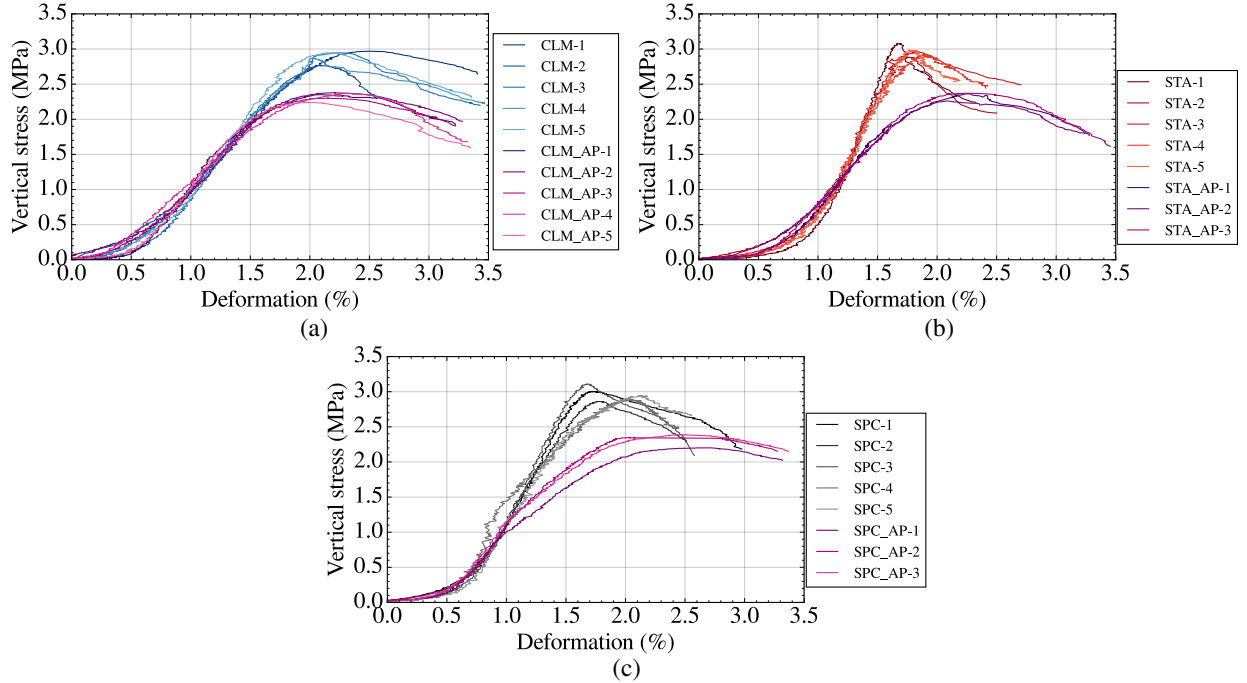 3.5
3.0
2.5
2.0
1.5
1.0
0.5
0.0
Vertical stress (MPa)
0.0 0.5 1.0 1.5 2.0 2.5 3.0 3.5
Deformation (%)
CLM-1
CLM-2
CLM-3
CLM-4
CLM-5
CLM_AP-1
CLM_AP-2
CLM_AP-3
CLM_AP-4
CLM_AP-5
(a)
3.5
3.0
2.5
2.0
1.5
1.0
0.5
0.0
Vertical stress (MPa)
0.0 0.5 1.0 1.5 2.0 2.5 3.0 3.5
Deformation (%)
STA-1
STA-2
STA-3
STA-4
STA-5
STA_AP-1
STA_AP-2
STA_AP-3
(b)
3.5
3.0
2.5
2.0
1.5
1.0
0.5
0.0
Vertical stress (MPa)
0.0 0.5 1.0 1.5 2.0 2.5 3.0 3.5
Deformation (%)
SPC-1
SPC-2
SPC-3
SPC-4
SPC-5
SPC_AP-1
SPC_AP-2
SPC_AP-3
(c)